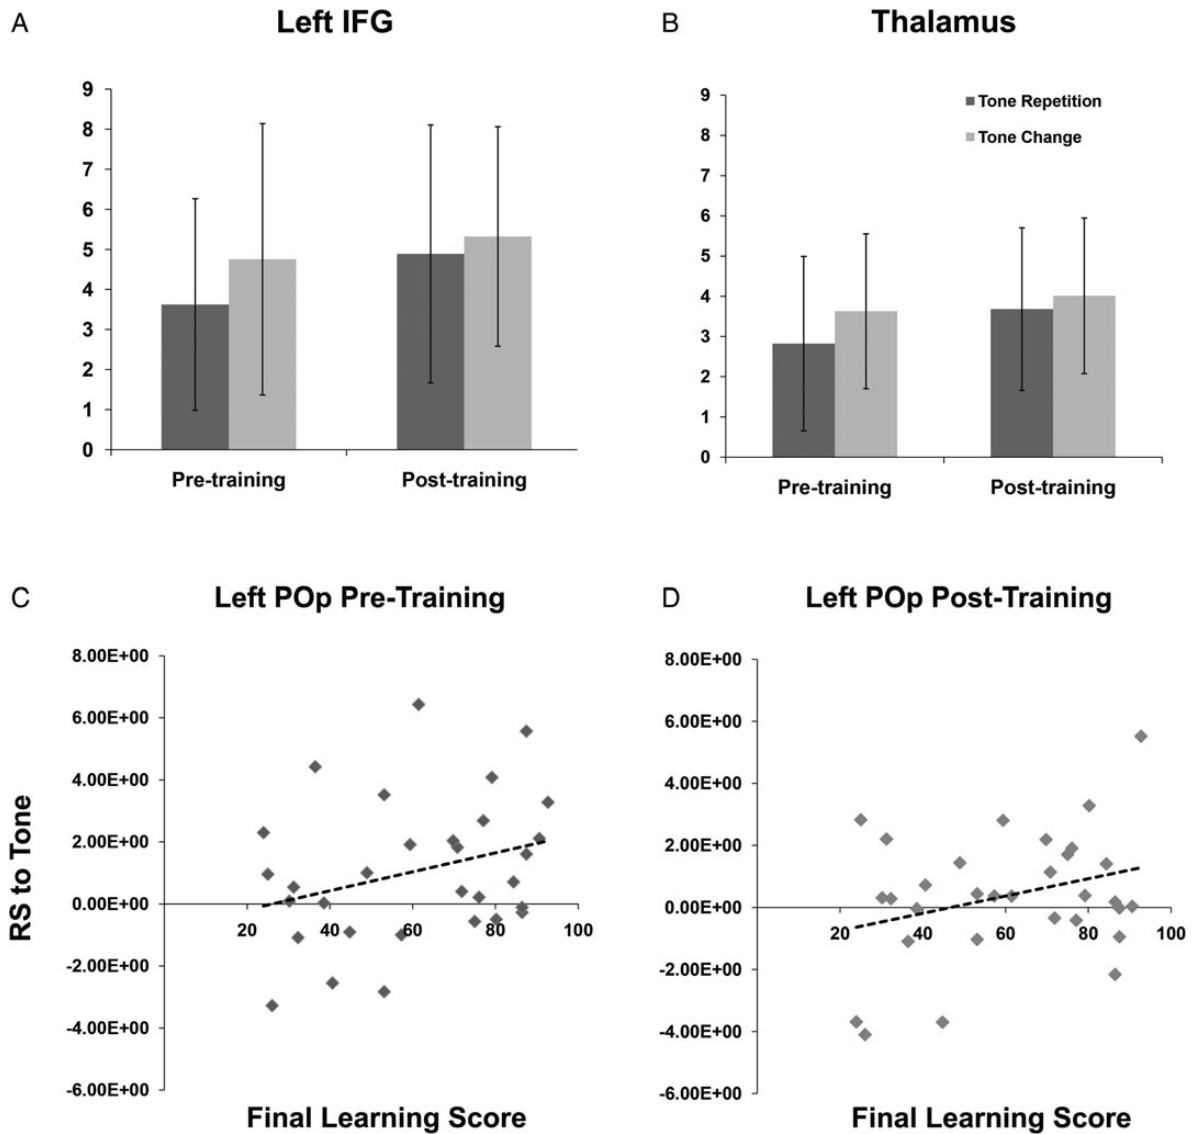 A
Left IFG
9
8
7
6
5
4
3
2
1
0
Pre-training
Post-training
B
Thalamus
Tone Repetition
Tone Change
9
8
7
6
5
4
3
2
1
0
Pre-training
Post-training
C
Left POp Pre-Training
RS to Tone
8.00E+00
6.00E+00
4.00E+00
2.00E+00
0.00E+00
-2.00E+00
-4.00E+00
-6.00E+00
20
40
60
80
100
Final Learning Score
D
Left POp Post-Training
8.00E+00
6.00E+00
4.00E+00
2.00E+00
0.00E+00
-2.00E+00
-4.00E+00
-6.00E+00
20
40
60
80
100
Final Learning Score